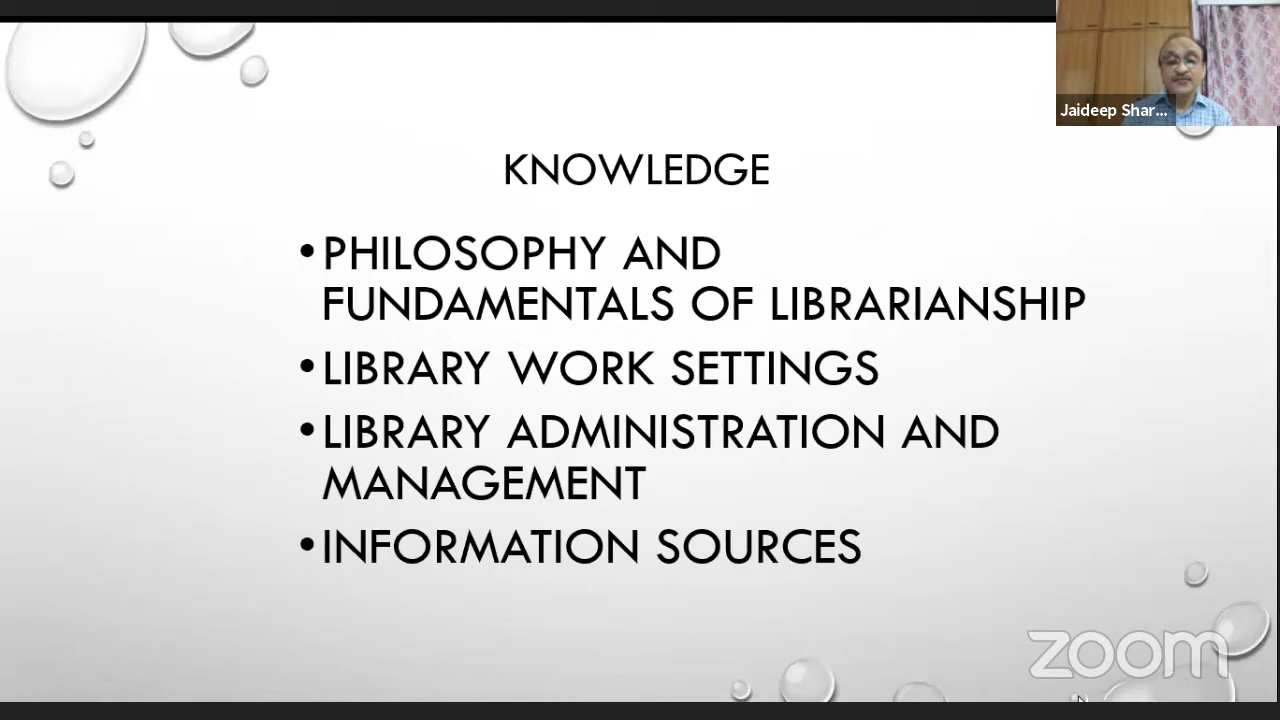 Jaideep Shar...
KNOWLEDGE
•PHILOSOPHY AND
FUNDAMENTALS OF LIBRARIANSHIP
•LIBRARY WORK SETTINGS
•LIBRARY ADMINISTRATION AND
MANAGEMENT
•INFORMATION SOURCES
zoom